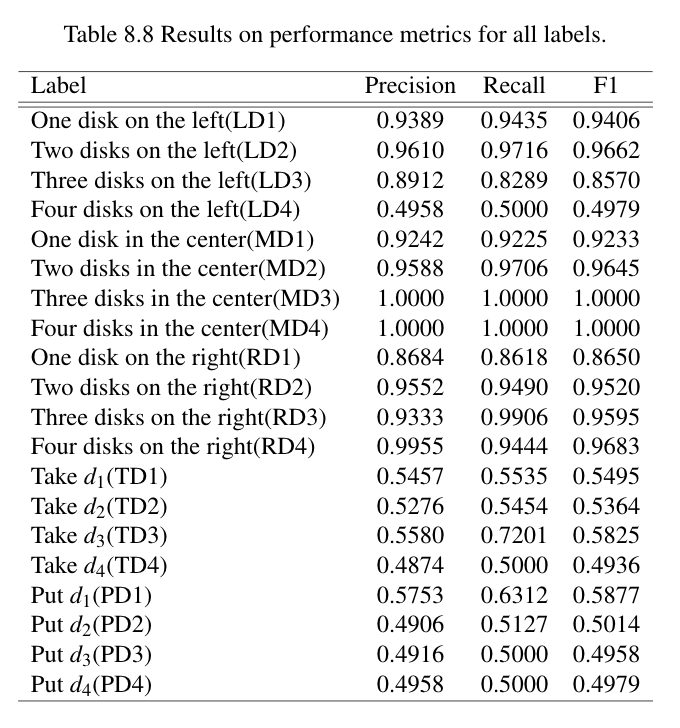 Table 8.8 Results on performance metrics for all labels.
Label Precision Recall F1
One disk on the left(LD1) 0.9389 0.9435 0.9406
Two disks on the left(LD2) 0.9610 0.9716 0.9662
Three disks on the left(LD3) 0.8912 0.8289 0.8570
Four disks on the left(LD4) 0.4958 0.5000 0.4979
One disk in the center(MD1) 0.9242 0.9225 0.9233
Two disks in the center(MD2) 0.9588 0.9706 0.9645
Three disks in the center(MD3) 1.0000 1.0000 1.0000
Four disks in the center(MD4) 1.0000 1.0000 1.0000
One disk on the right(RD1) 0.8684 0.8618 0.8650
Two disks on the right(RD2) 0.9552 0.9490 0.9520
Three disks on the right(RD3) 0.9333 0.9906 0.9595
Four disks on the right(RD4) 0.9955 0.9444 0.9683
Take d₁(TD1) 0.5457 0.5535 0.5495
Take d₂(TD2) 0.5276 0.5454 0.5364
Take d₃(TD3) 0.5580 0.7201 0.5825
Take d₄(TD4) 0.4874 0.5000 0.4936
Put d₁(PD1) 0.5753 0.6312 0.5877
Put d₂(PD2) 0.4906 0.5127 0.5014
Put d₃(PD3) 0.4916 0.5000 0.4958
Put d₄(PD4) 0.4958 0.5000 0.4979